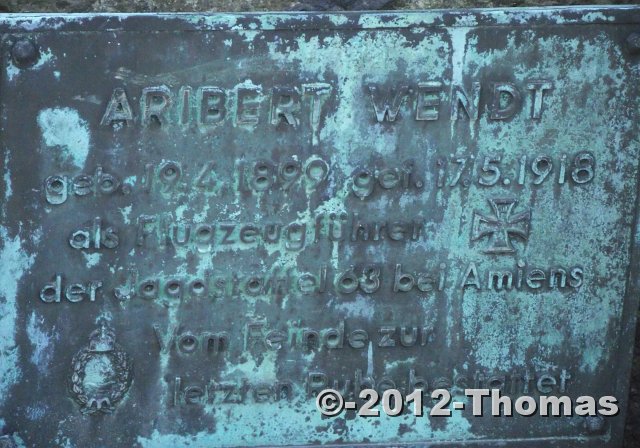 ARIBERT WENDT
geb. 19.4.1899 gef. 17.5.1918
als Flugzeugführer
der Jagdstaffel 63 bei Amiens
Vom Feinde zur
letzten Ruhe bestattet
©-2012-Thomas